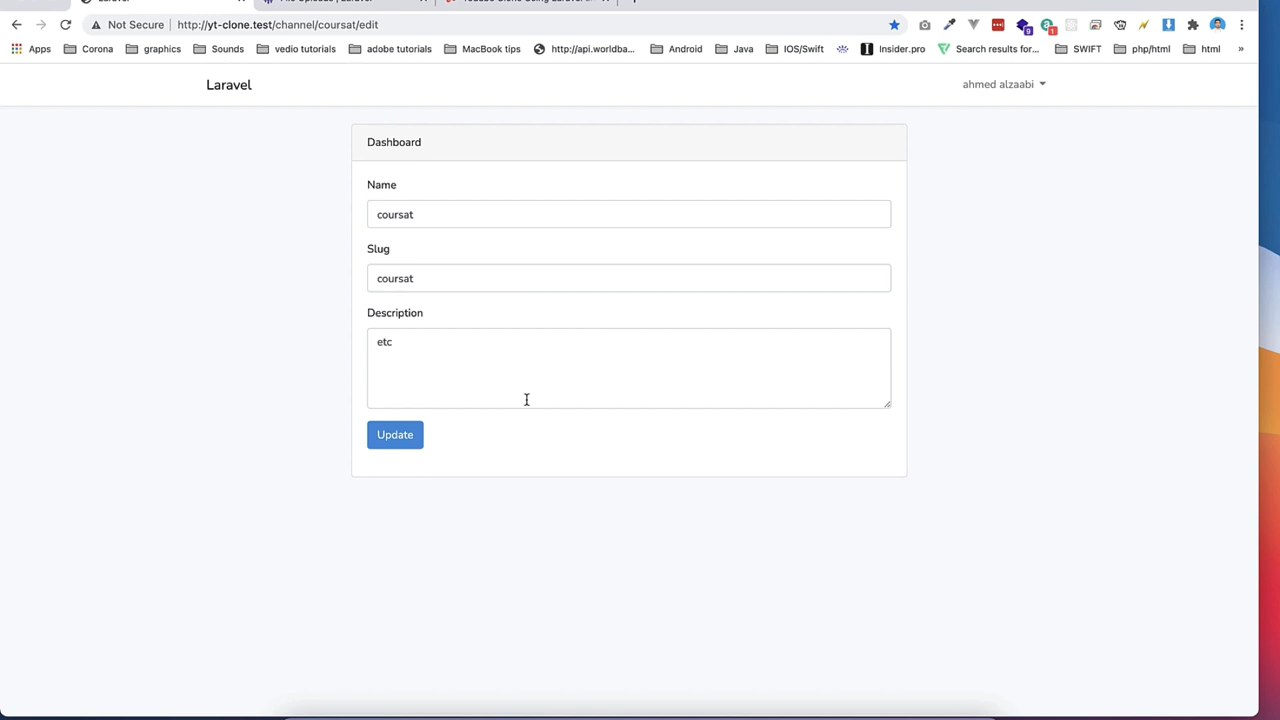 Not Secure http://yt-clone.test/channel/coursat/edit
Apps Corona graphics Sounds vedio tutorials adobe tutorials MacBook tips http://api.worldba... Android Java IOS/Swift Insider.pro Search results for... SWIFT php/html html »
Laravel ahmed alzaabi
Dashboard
Name
coursat
Slug
coursat
Description
etc
Update